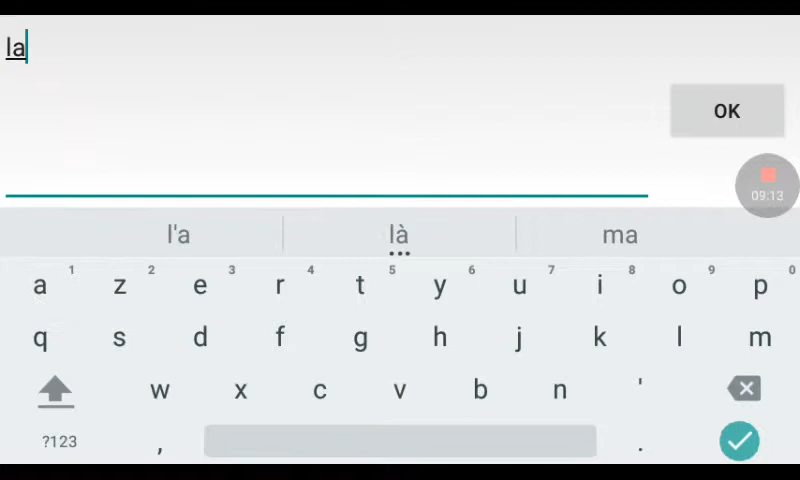 la
OK
09:13
l'a là ma
a 1 z 2 e 3 r 4 t 5 y 6 u 7 i 8 o 9 p 0
q s d f g h j k l m
w x c v b n '
?123 , .